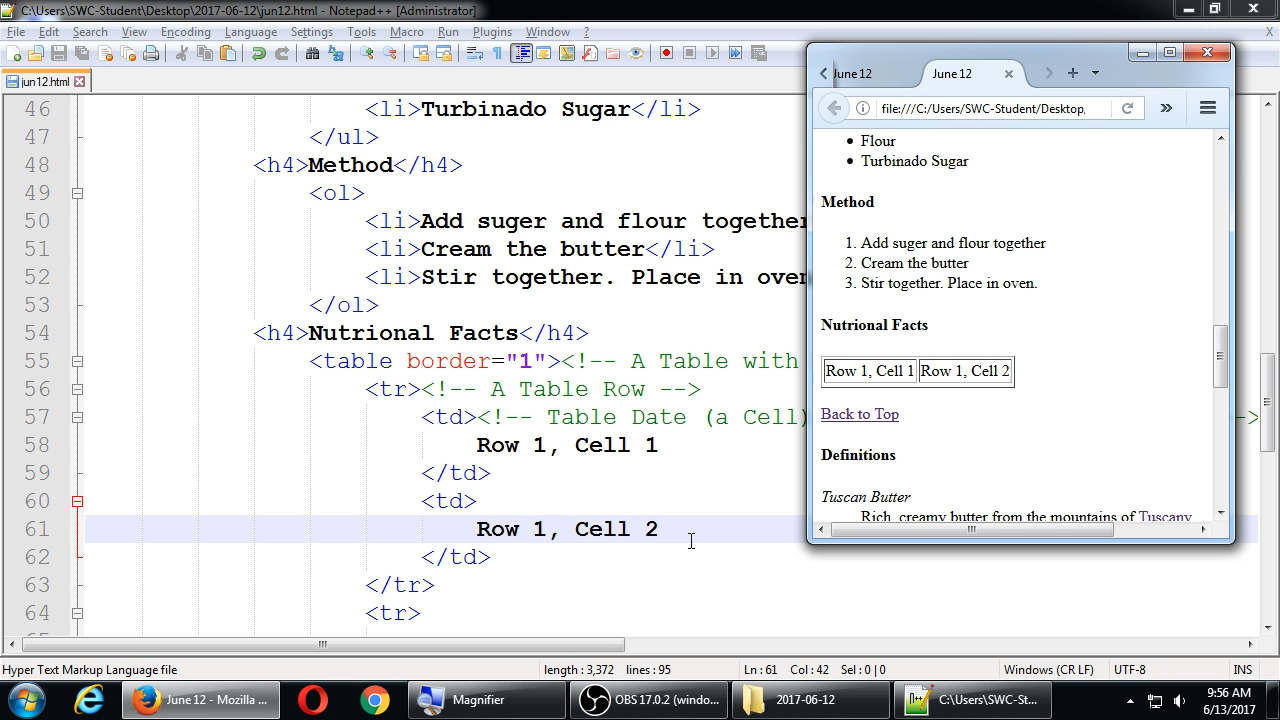 C:\Users\SWC-Student\Desktop\2017-06-12\jun12.html - Notepad++ [Administrator]
File Edit Search View Encoding Language Settings Tools Macro Run Plugins Window ? X
jun12.html
46 <li>Turbinado Sugar</li>
47 </ul>
48 <h4>Method</h4>
49 <ol>
50 <li>Add suger and flour together
51 <li>Cream the butter</li>
52 <li>Stir together. Place in oven
53 </ol>
54 <h4>Nutrional Facts</h4>
55 <table border="1"><!-- A Table with
56 <tr><!-- A Table Row -->
57 <td><!-- Table Date (a Cell) >
58 Row 1, Cell 1
59 </td>
60 <td>
61 Row 1, Cell 2
62 </td>
63 </tr>
64 <tr>
June 12 June 12
file:///C:/Users/SWC-Student/Desktop,
• Flour
• Turbinado Sugar
Method
1. Add suger and flour together
2. Cream the butter
3. Stir together. Place in oven.
Nutrional Facts
Row 1, Cell 1 Row 1, Cell 2
Back to Top
Definitions
Tuscan Butter
Rich, creamy butter from the mountains of Tuscany
Hyper Text Markup Language file length : 3,372 lines : 95 Ln : 61 Col : 42 Sel : 0 | 0 Windows (CR LF) UTF-8 INS
June 12 - Mozilla ... Magnifier OBS 17.0.2 (windo... 2017-06-12 C:\Users\SWC-St... 9:56 AM
6/13/2017